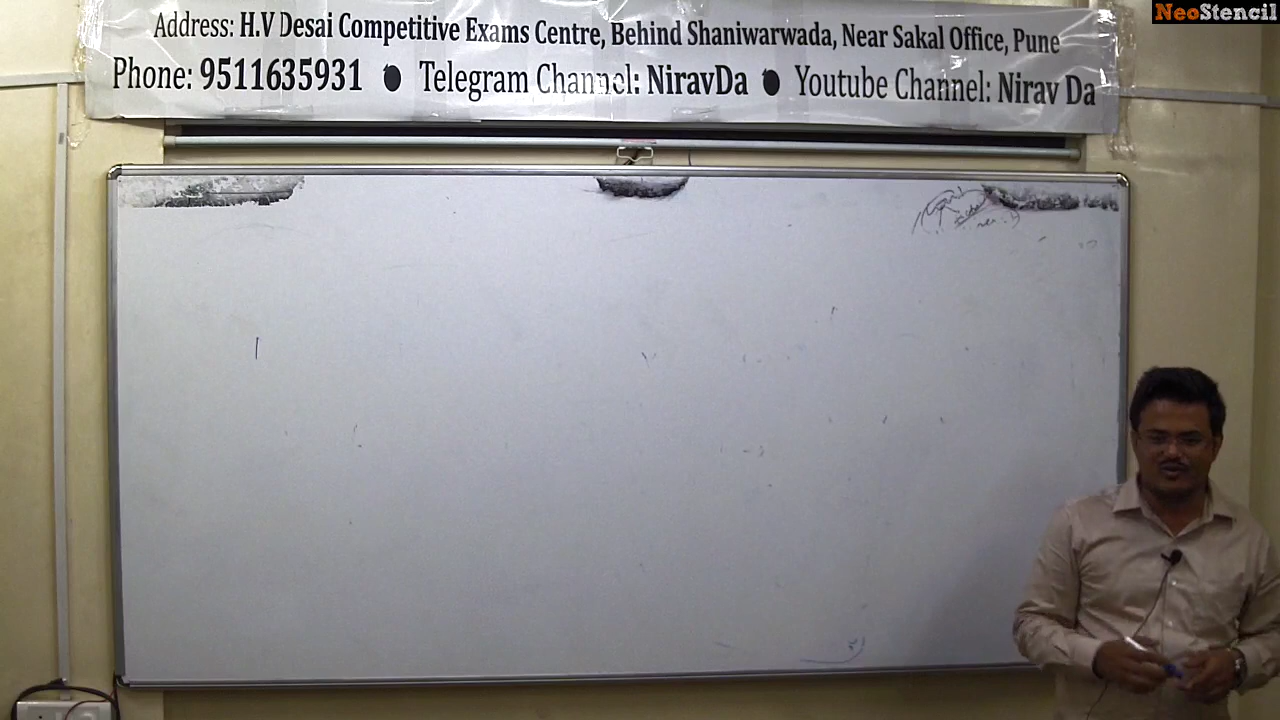 NeoStencil
Address: H.V Desai Competitive Exams Centre, Behind Shaniwarwada, Near Sakal Office, Pune
Phone: 9511635931 ● Telegram Channel: NiravDa ● Youtube Channel: Nirav Da